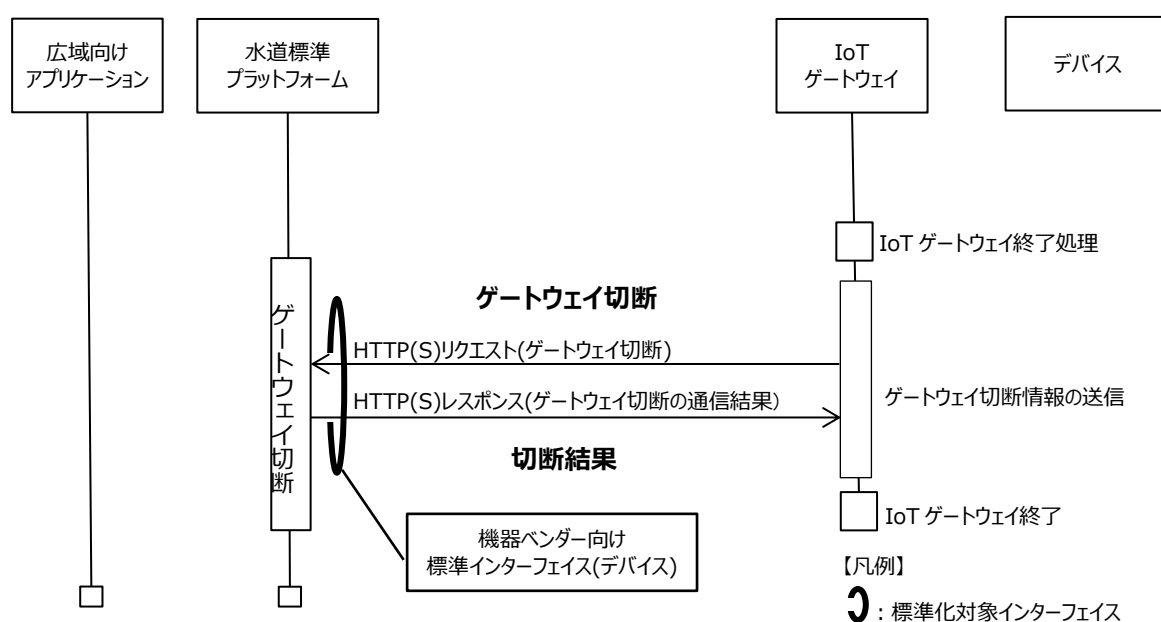 広域向け
アプリケーション
水道標準
プラットフォーム
IoT
ゲートウェイ
デバイス
IoT ゲートウェイ終了処理
ゲートウェイ切断
ゲートウェイ切断
HTTP(S)リクエスト(ゲートウェイ切断)
HTTP(S)レスポンス(ゲートウェイ切断の通信結果)
ゲートウェイ切断情報の送信
切断結果
IoT ゲートウェイ終了
機器ベンダー向け
標準インターフェイス(デバイス)
【凡例】
：標準化対象インターフェイス